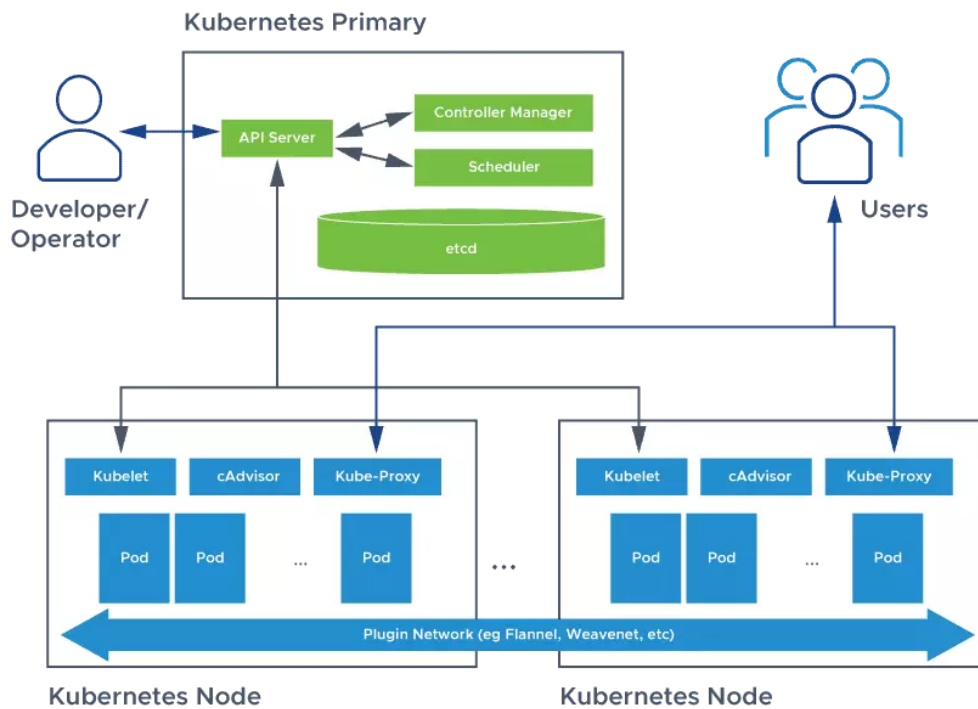 Kubernetes Primary
Controller Manager
API Server
Scheduler
etcd
Developer/
Operator
Users
Kubelet
cAdvisor
Kube-Proxy
Pod
Pod
...
Pod
...
Kubelet
cAdvisor
Kube-Proxy
Pod
Pod
...
Pod
Plugin Network (eg Flannel, Weavenet, etc)
Kubernetes Node
Kubernetes Node